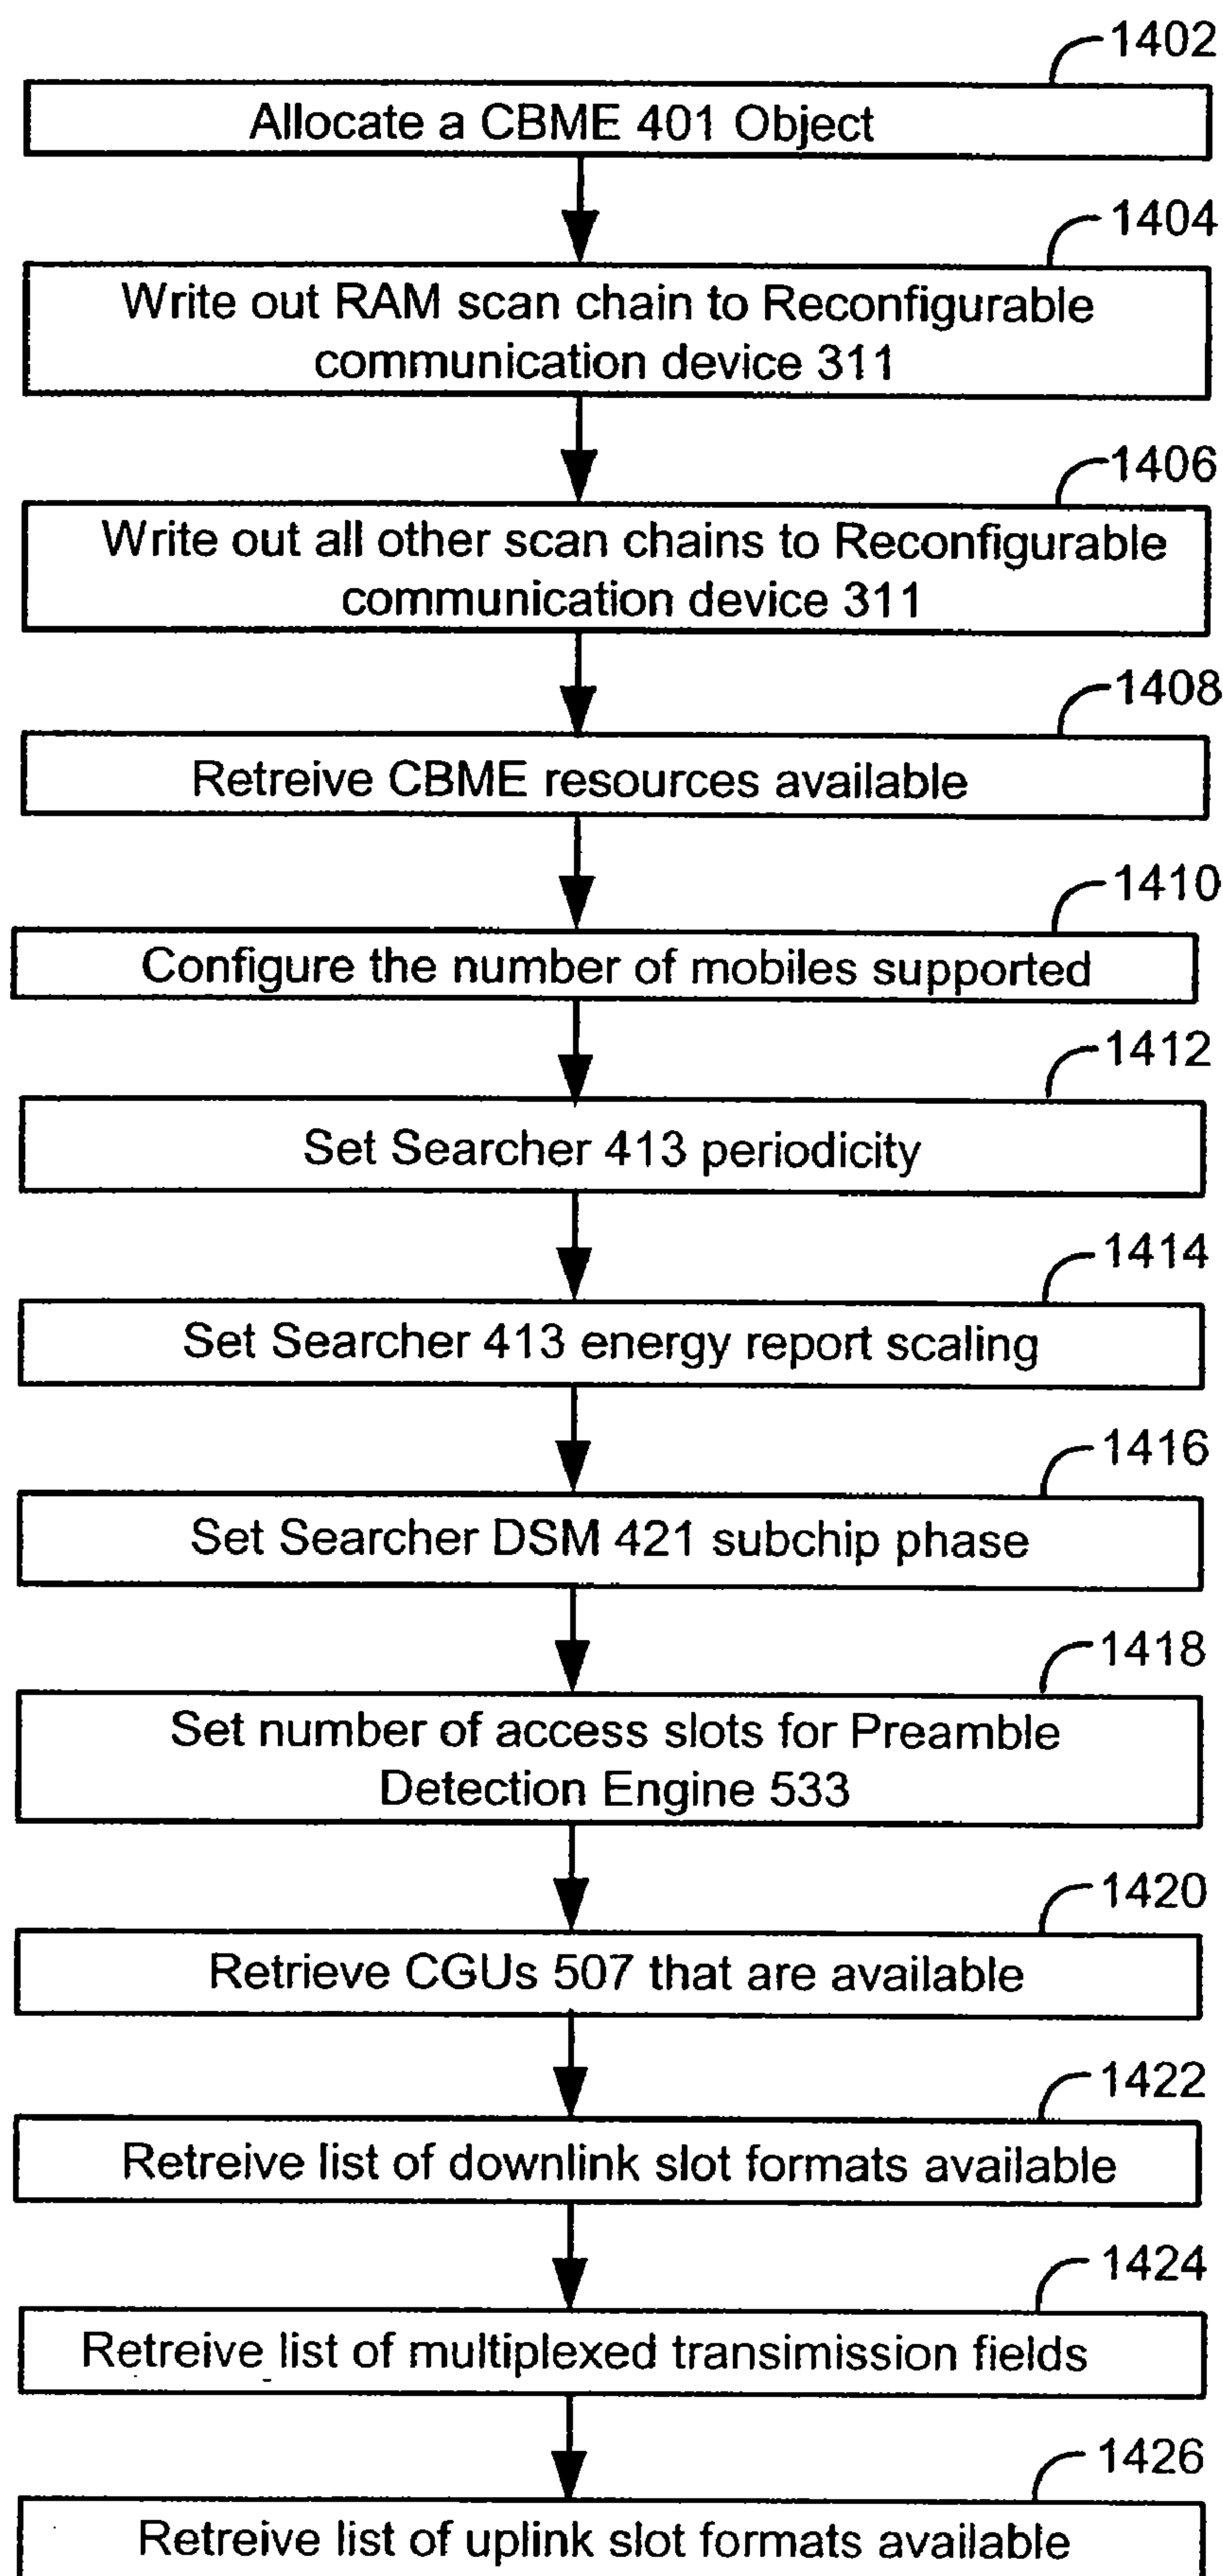 1402
Allocate a CBME 401 Object
1404
Write out RAM scan chain to Reconfigurable
communication device 311
1406
Write out all other scan chains to Reconfigurable
communication device 311
1408
Retreive CBME resources available
1410
Configure the number of mobiles supported
1412
Set Searcher 413 periodicity
1414
Set Searcher 413 energy report scaling
1416
Set Searcher DSM 421 subchip phase
1418
Set number of access slots for Preamble
Detection Engine 533
1420
Retrieve CGUs 507 that are available
1422
Retreive list of downlink slot formats available
1424
Retreive list of multiplexed transimission fields
1426
Retreive list of uplink slot formats available